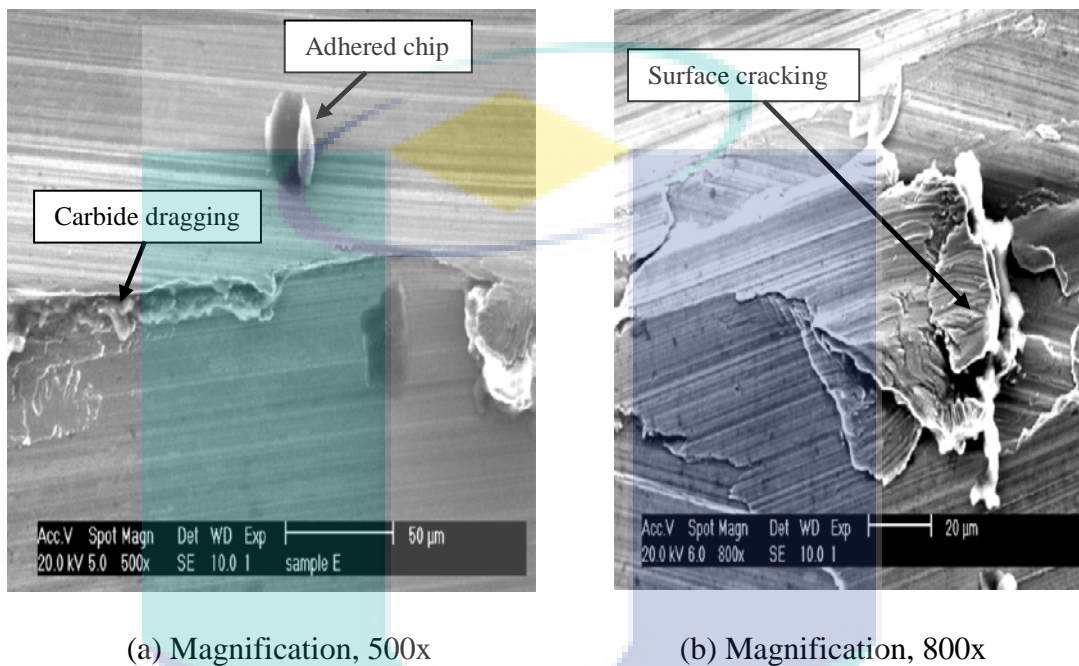 Adhered chip
Carbide dragging
Acc.V Spot Magn Det WD Exp 50 µm
20.0 kV 5.0 500x SE 10.0 1 sample E
(a) Magnification, 500x
Surface cracking
Acc.V Spot Magn Det WD Exp 20 µm
20.0 kV 6.0 800x SE 10.0 1
(b) Magnification, 800x